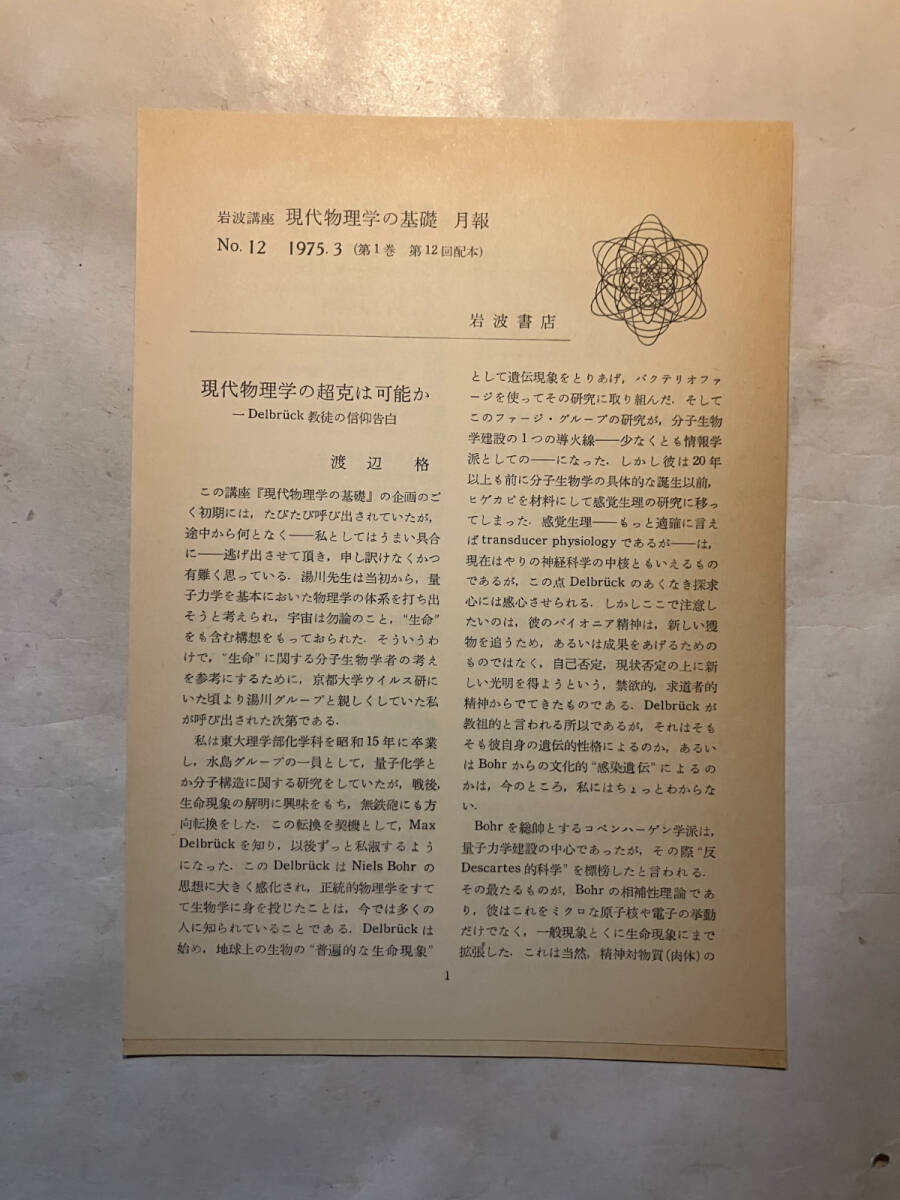 岩波講座 現代物理学の基礎 月報
No. 12 1975.3 (第1巻 第12回配本)
岩波書店
現代物理学の超克は可能か
—Delbrück 教徒の信仰告白
渡辺 格
この講座『現代物理学の基礎』の企画のご
く初期には,たびたび呼び出されていたが,
途中から何となく——私としてはうまい具合
に——逃げ出させて頂き,申し訳けなくかつ
有難く思っている.湯川先生は当初から,量
子力学を基本においた物理学の体系を打ち出
そうと考えられ,宇宙は勿論のこと,“生命”
をも含む構想をもっておられた.そういうわ
けで,“生命”に関する分子生物学者の考え
を参考にするために,京都大学ウイルス研に
いた頃より湯川グループと親しくしていた私
が呼び出された次第である.
私は東大理学部化学科を昭和15年に卒業
し,水島グループの一員として,量子化学と
か分子構造に関する研究をしていたが,戦後,
生命現象の解明に興味をもち,無鉄砲にも方
向転換をした.この転換を契機として,Max
Delbrück を知り,以後ずっと私淑するよう
になった.この Delbrück は Niels Bohr の
思想に大きく感化され,正統的物理学をすて
て生物学に身を投じたことは,今では多くの
人に知られていることである.Delbrück は
始め,地球上の生物の“普遍的な生命現象”
として遺伝現象をとりあげ,バクテリオファ
ージを使ってその研究に取り組んだ.そして
このファージ・グループの研究が,分子生物
学建設の1つの導火線——少なくとも情報学
派としての——になった.しかし彼は20年
以上も前に分子生物学の具体的な誕生以前,
ヒゲカビを材料にして感覚生理の研究に移っ
てしまった.感覚生理——もっと適確に言え
ば transducer physiology であるが——は,
現在はやりの神経科学の中核ともいえるもの
であるが,この点 Delbrück のあくなき探求
心には感心させられる.しかしここで注意し
たいのは,彼のパイオニア精神は,新しい獲
物を追うため,あるいは成果をあげるための
ものではなく,自己否定,現状否定の上に新
しい光明を得ようという,禁欲的,求道者的
精神からでてきたものである.Delbrück が
教祖的と言われる所以であるが,それはそも
そも彼自身の遺伝的性格によるのか,あるい
は Bohr からの文化的“感染遺伝”によるの
かは,今のところ,私にはちょっとわからな
い.
Bohr を総帥とするコペンハーゲン学派は,
量子力学建設の中心であったが,その際“反
Descartes 的科学”を標榜したと言われる.
その最たるものが,Bohr の相補性理論であ
り,彼はこれをミクロな原子核や電子の挙動
だけでなく,一般現象とくに生命現象にまで
拡張した.これは当然,精神対物質(肉体)の
1